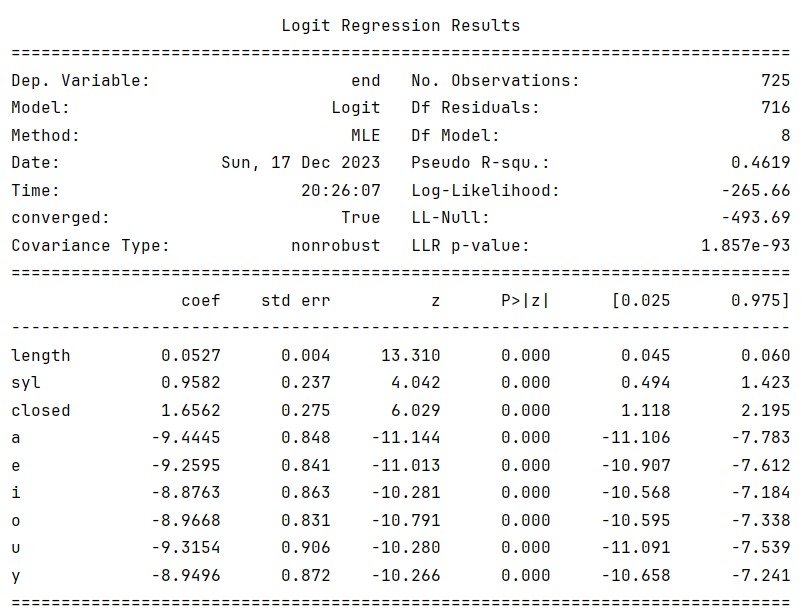 Logit Regression Results
==============================================================================
Dep. Variable:                    end   No. Observations:                  725
Model:                          Logit   Df Residuals:                      716
Method:                           MLE   Df Model:                            8
Date:                Sun, 17 Dec 2023   Pseudo R-squ.:                  0.4619
Time:                        20:26:07   Log-Likelihood:                -265.66
converged:                       True   LL-Null:                       -493.69
Covariance Type:            nonrobust   LLR p-value:                 1.857e-93
==============================================================================
                 coef    std err          z      P>|z|      [0.025      0.975]
------------------------------------------------------------------------------
length         0.0527      0.004     13.310      0.000       0.045       0.060
syl            0.9582      0.237      4.042      0.000       0.494       1.423
closed         1.6562      0.275      6.029      0.000       1.118       2.195
a             -9.4445      0.848    -11.144      0.000     -11.106      -7.783
e             -9.2595      0.841    -11.013      0.000     -10.907      -7.612
i             -8.8763      0.863    -10.281      0.000     -10.568      -7.184
o             -8.9668      0.831    -10.791      0.000     -10.595      -7.338
u             -9.3154      0.906    -10.280      0.000     -11.091      -7.539
y             -8.9496      0.872    -10.266      0.000     -10.658      -7.241
==============================================================================